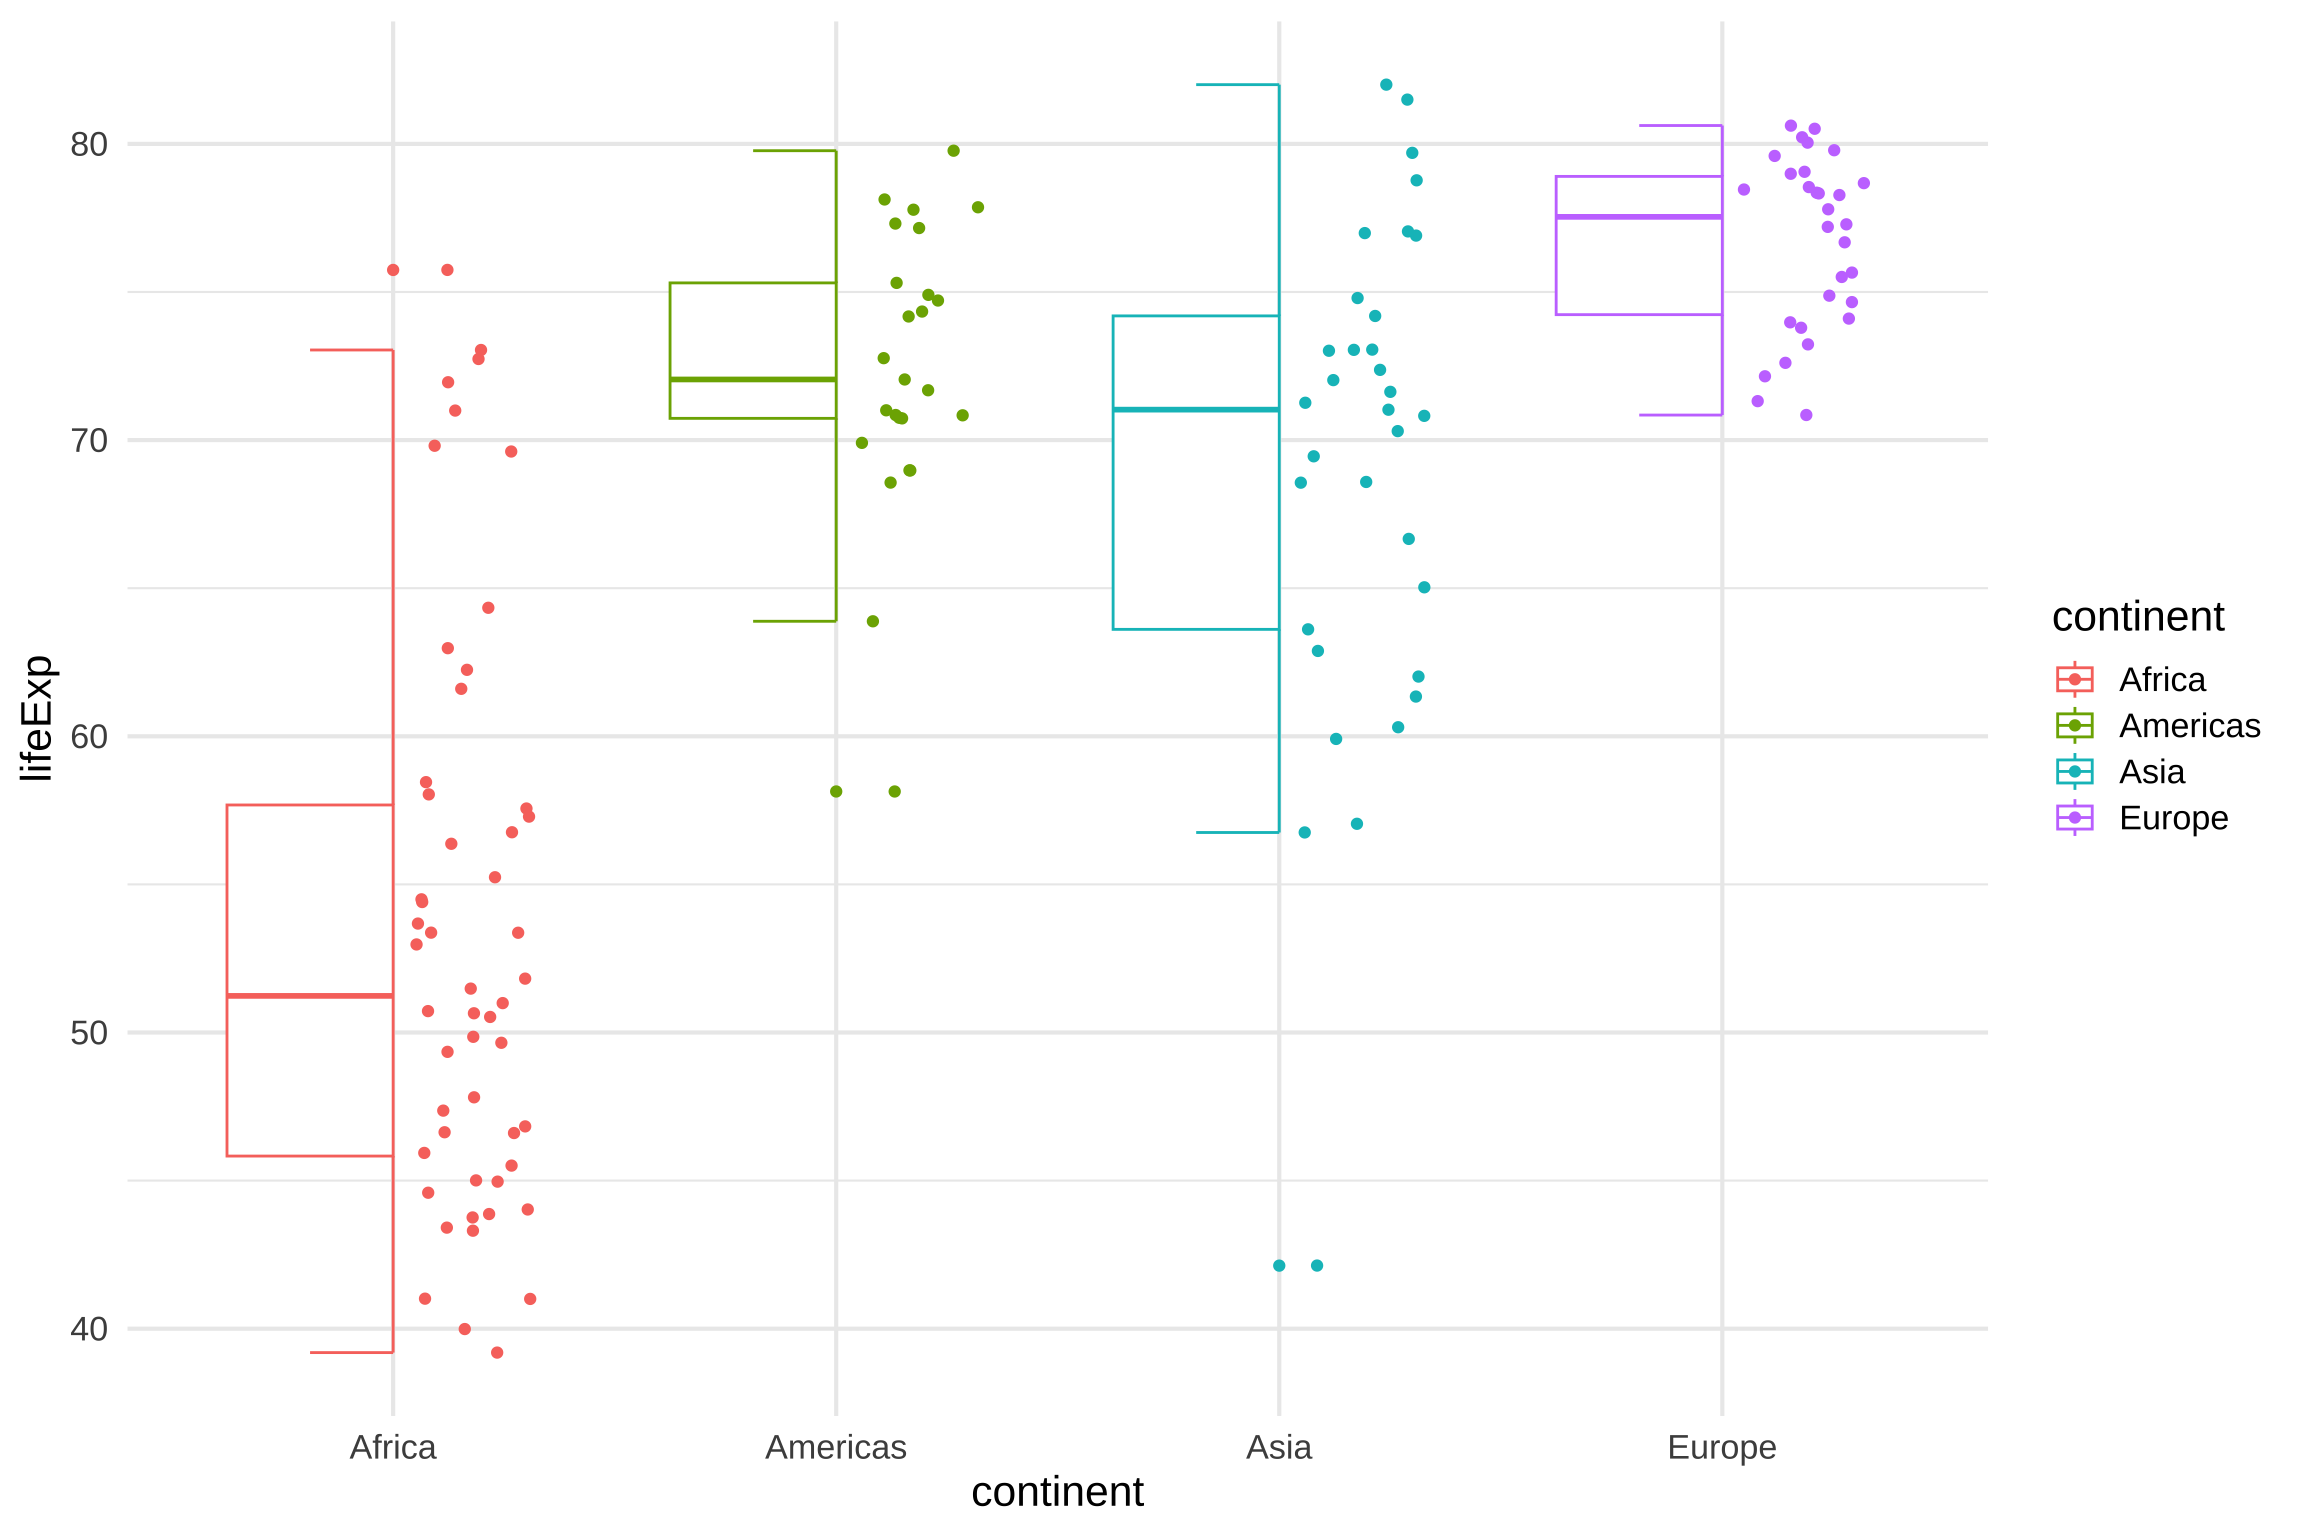 lifeExp
80
70
60
50
40
Africa
Americas
Asia
Europe
continent
continent
Africa
Americas
Asia
Europe